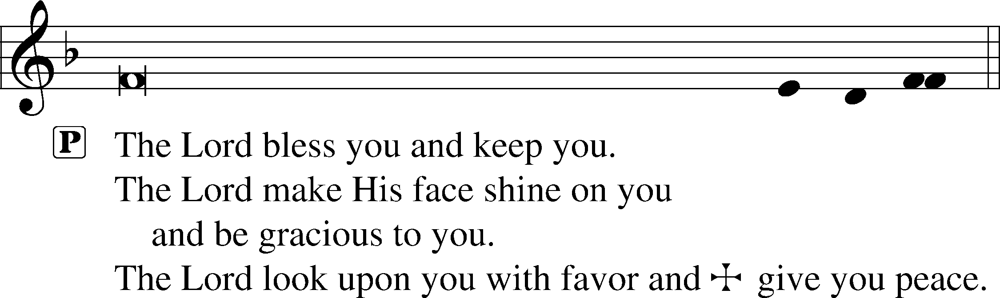 P The Lord bless you and keep you.
The Lord make His face shine on you
and be gracious to you.
The Lord look upon you with favor and ☩ give you peace.